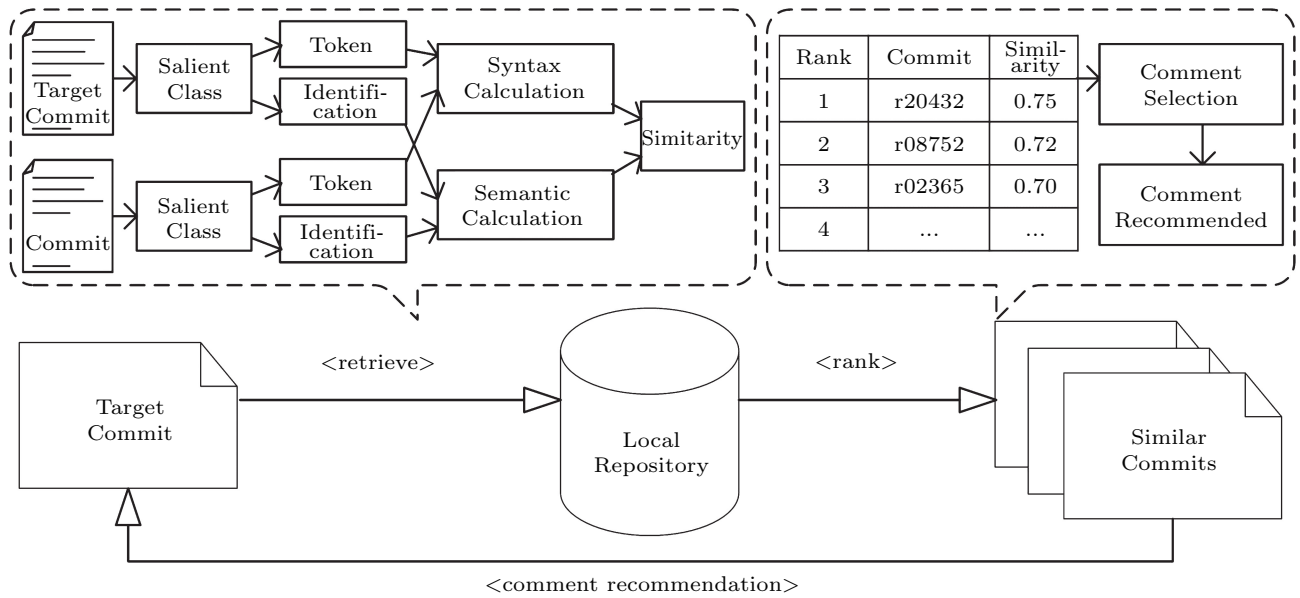 Target
Commit
Salient
Class
Token
Identifi-
cation
Syntax
Calculation
Commit
Salient
Class
Token
Identifi-
cation
Semantic
Calculation
Simitarity
Rank Commit Simil-
arity
1 r20432 0.75
2 r08752 0.72
3 r02365 0.70
4 ... ...
Comment
Selection
Comment
Recommended
Target
Commit
<retrieve>
Local
Repository
<rank>
Similar
Commits
<comment recommendation>